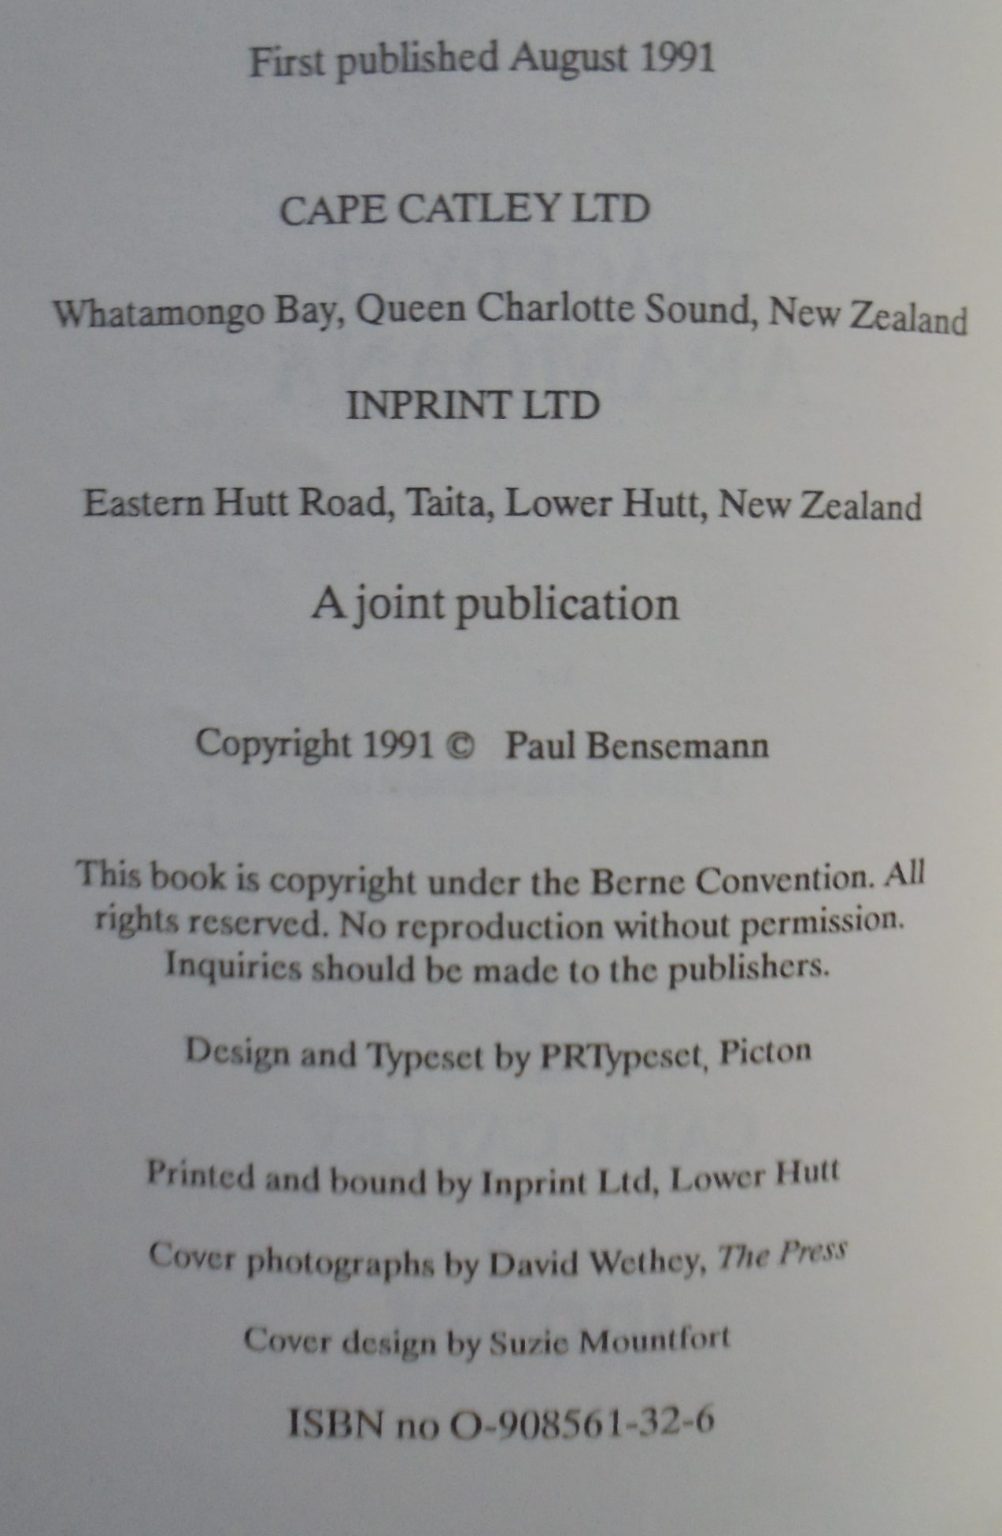 First published August 1991
CAPE CATLEY LTD
Whatamongo Bay, Queen Charlotte Sound, New Zealand
INPRINT LTD
Eastern Hutt Road, Taita, Lower Hutt, New Zealand
A joint publication
Copyright 1991 © Paul Bensemann
This book is copyright under the Berne Convention. All
rights reserved. No reproduction without permission.
Inquiries should be made to the publishers.
Design and Typeset by PRTypeset, Picton
Printed and bound by Inprint Ltd, Lower Hutt
Cover photographs by David Wethey, The Press
Cover design by Suzie Mountfort
ISBN no O-908561-32-6